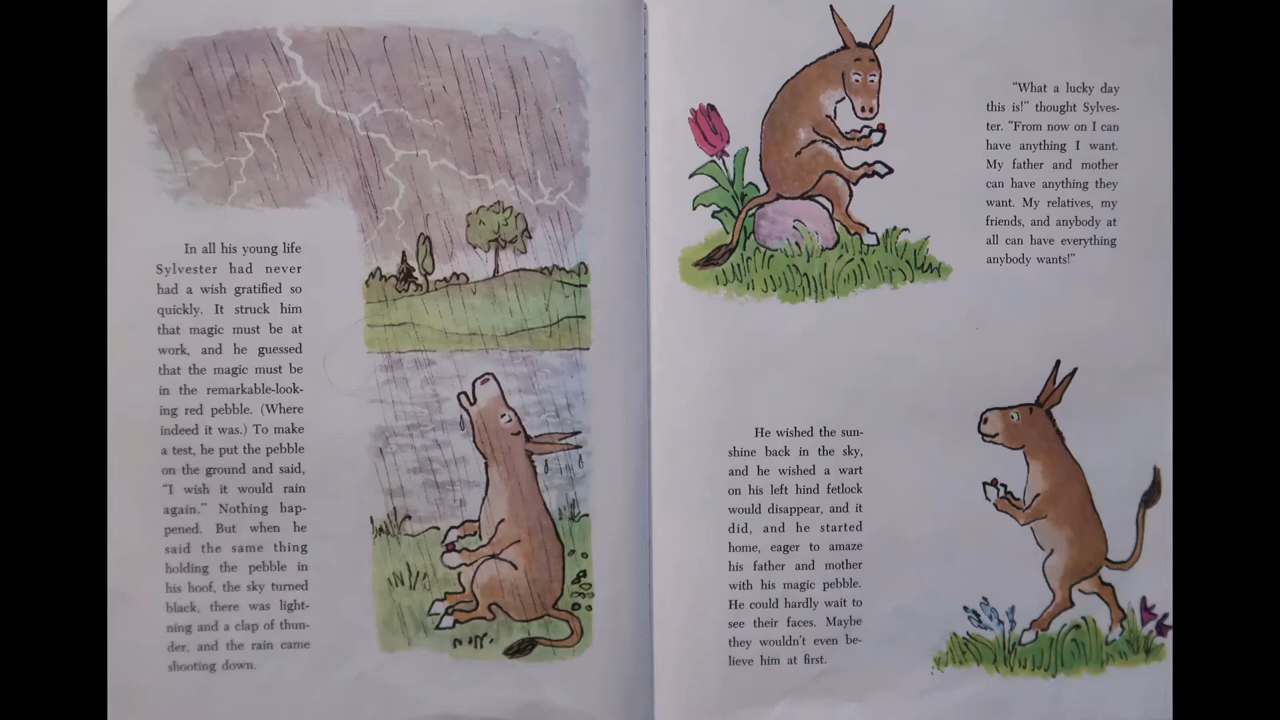 In all his young life
Sylvester had never
had a wish gratified so
quickly. It struck him
that magic must be at
work, and he guessed
that the magic must be
in the remarkable-look-
ing red pebble. (Where
indeed it was.) To make
a test, he put the pebble
on the ground and said,
"I wish it would rain
again." Nothing hap-
pened. But when he
said the same thing
holding the pebble in
his hoof, the sky turned
black, there was light-
ning and a clap of thun-
der, and the rain came
shooting down.
"What a lucky day
this is!" thought Sylves-
ter. "From now on I can
have anything I want.
My father and mother
can have anything they
want. My relatives, my
friends, and anybody at
all can have everything
anybody wants!"
He wished the sun-
shine back in the sky,
and he wished a wart
on his left hind fetlock
would disappear, and it
did, and he started
home, eager to amaze
his father and mother
with his magic pebble.
He could hardly wait to
see their faces. Maybe
they wouldn't even be-
lieve him at first.